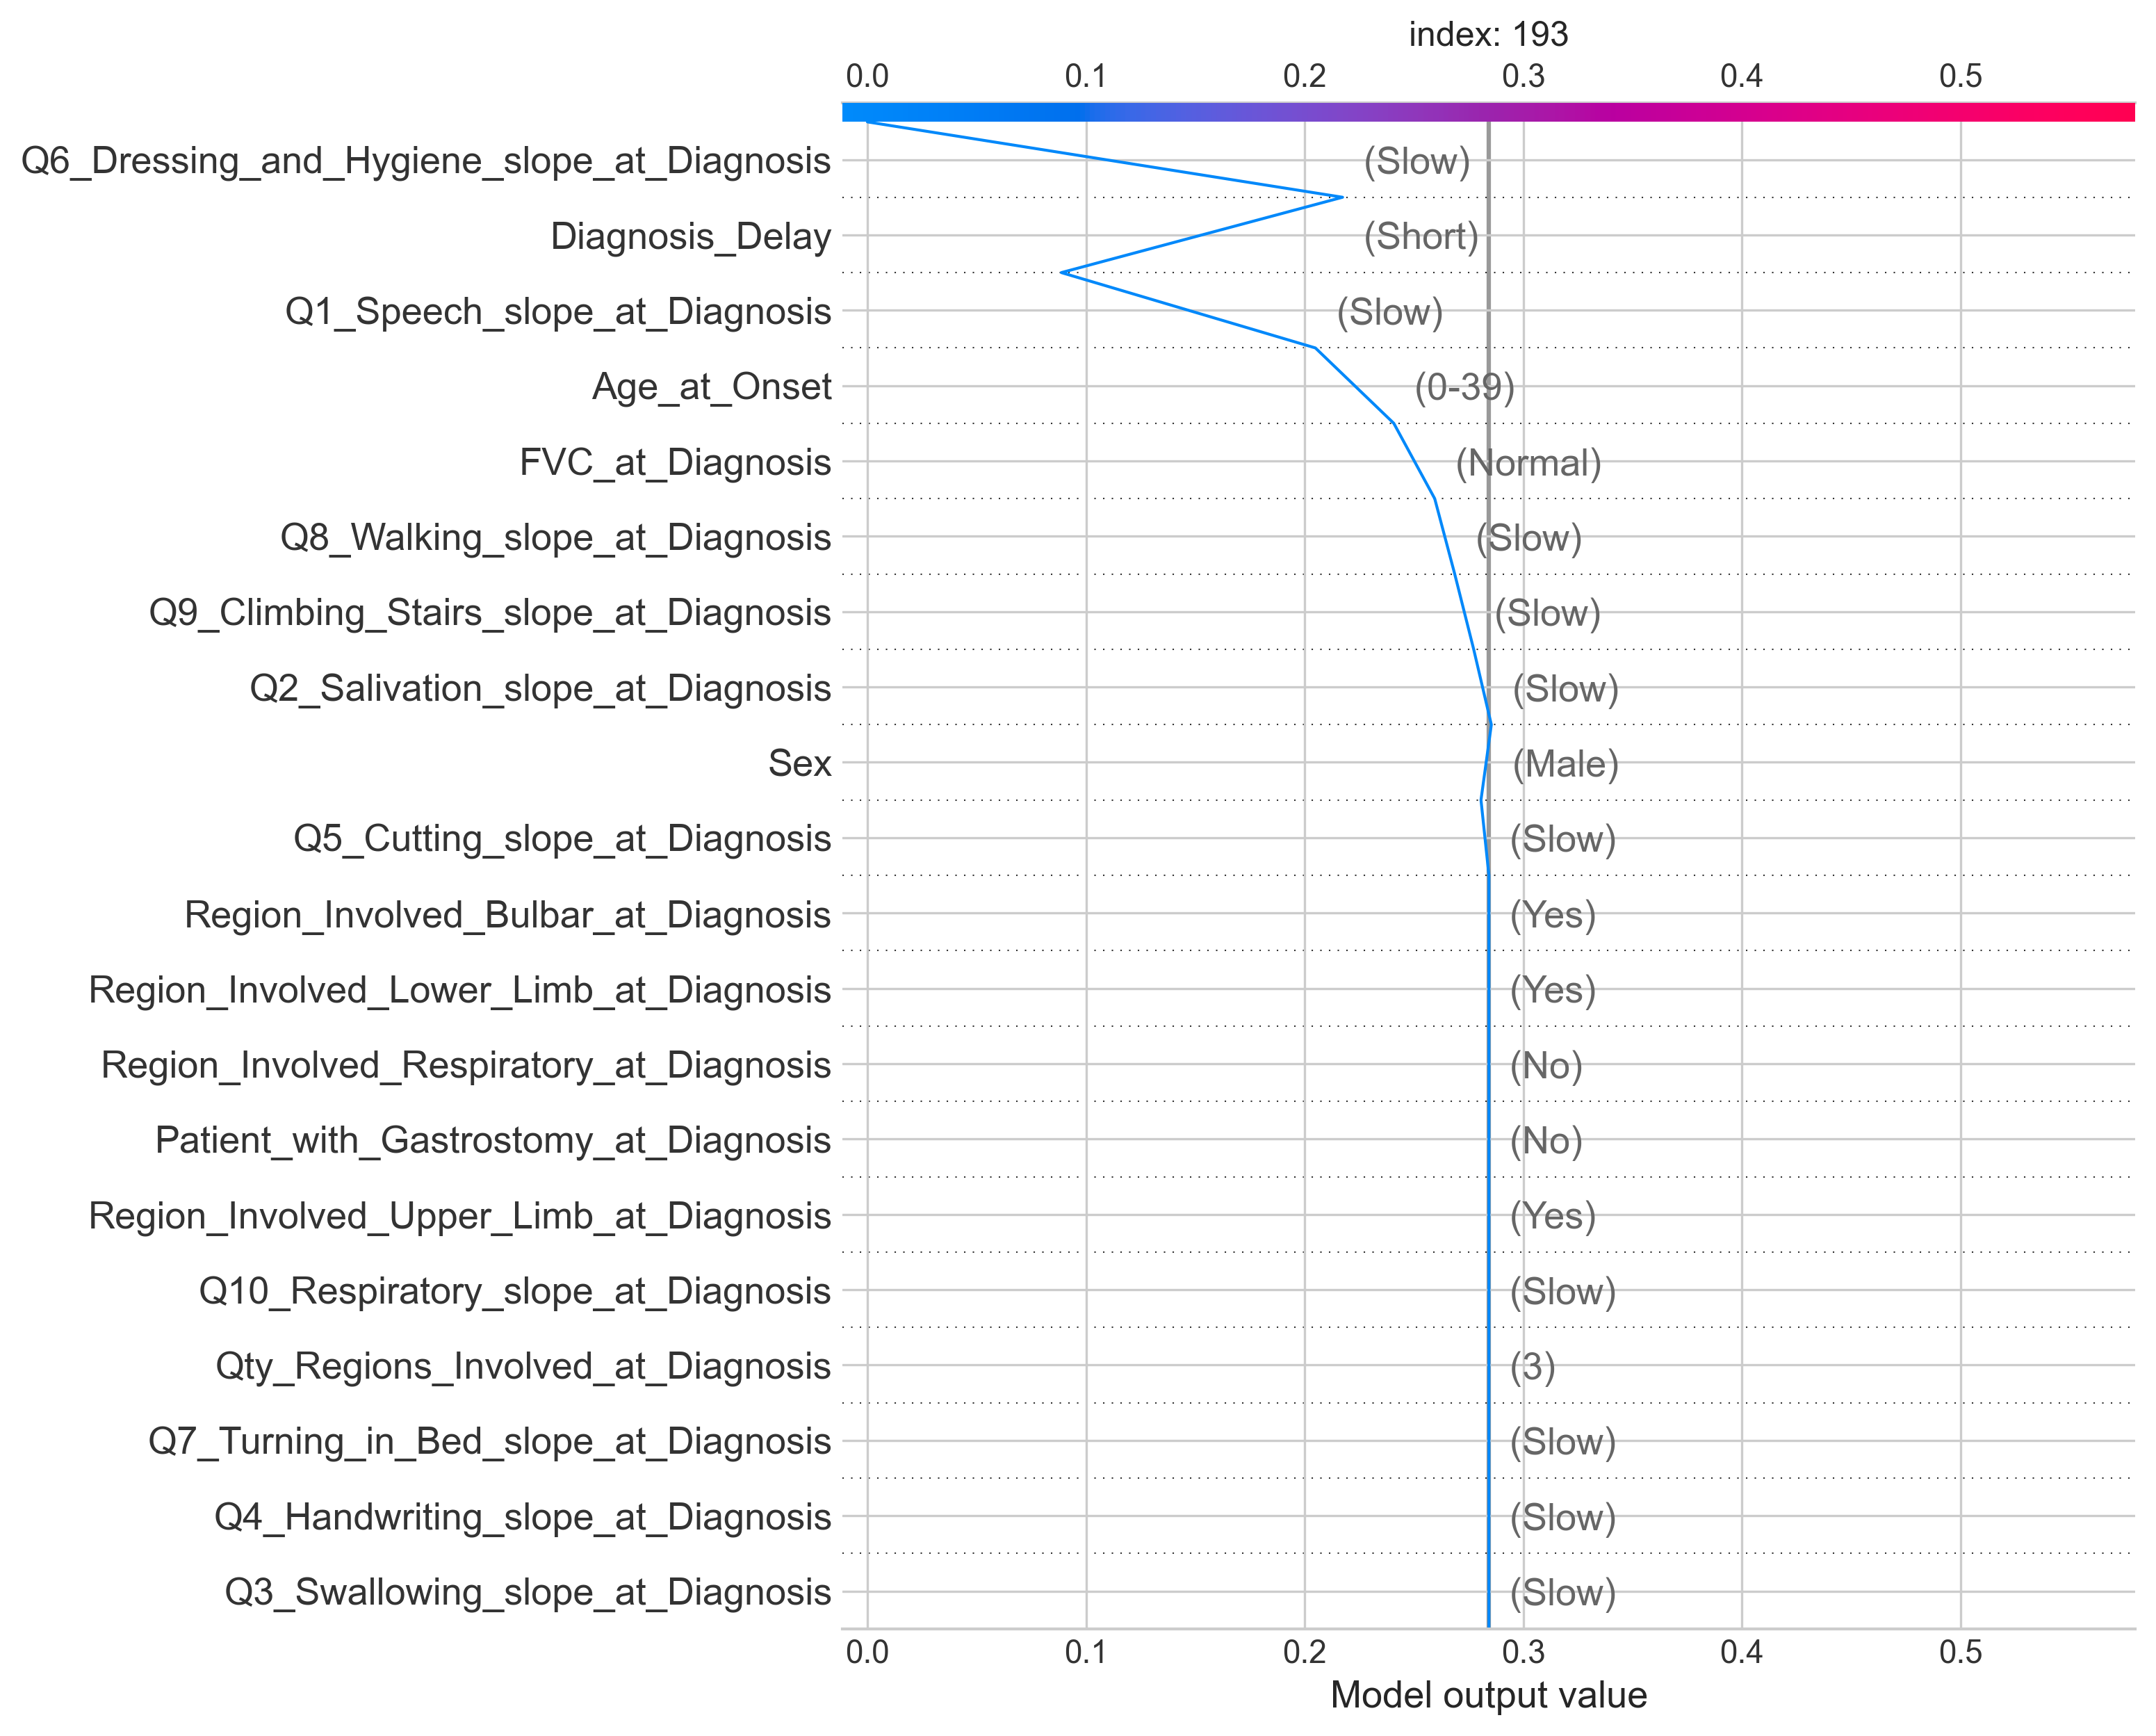 index: 193
0.0 0.1 0.2 0.3 0.4 0.5
Q6_Dressing_and_Hygiene_slope_at_Diagnosis (Slow)
Diagnosis_Delay (Short)
Q1_Speech_slope_at_Diagnosis (Slow)
Age_at_Onset (0-39)
FVC_at_Diagnosis (Normal)
Q8_Walking_slope_at_Diagnosis (Slow)
Q9_Climbing_Stairs_slope_at_Diagnosis (Slow)
Q2_Salivation_slope_at_Diagnosis (Slow)
Sex (Male)
Q5_Cutting_slope_at_Diagnosis (Slow)
Region_Involved_Bulbar_at_Diagnosis (Yes)
Region_Involved_Lower_Limb_at_Diagnosis (Yes)
Region_Involved_Respiratory_at_Diagnosis (No)
Patient_with_Gastrostomy_at_Diagnosis (No)
Region_Involved_Upper_Limb_at_Diagnosis (Yes)
Q10_Respiratory_slope_at_Diagnosis (Slow)
Qty_Regions_Involved_at_Diagnosis (3)
Q7_Turning_in_Bed_slope_at_Diagnosis (Slow)
Q4_Handwriting_slope_at_Diagnosis (Slow)
Q3_Swallowing_slope_at_Diagnosis (Slow)
0.0 0.1 0.2 0.3 0.4 0.5
Model output value